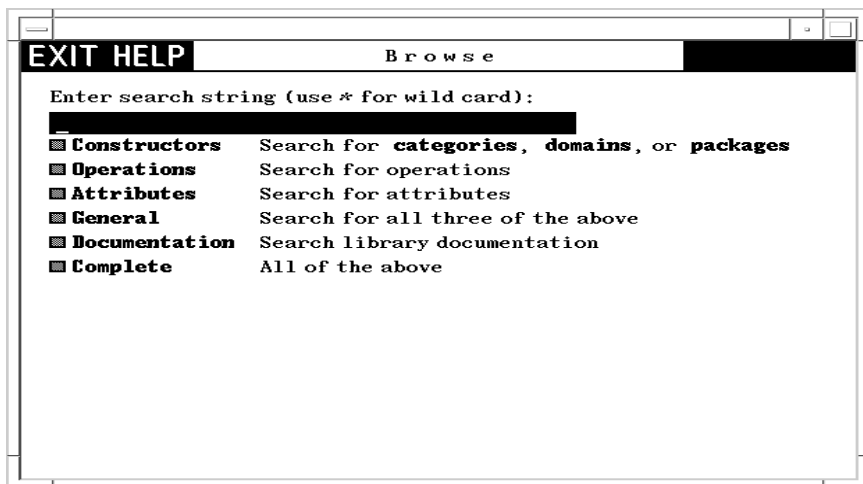 EXIT HELP Browse
Enter search string (use * for wild card):
Constructors Search for categories, domains, or packages
Operations Search for operations
Attributes Search for attributes
General Search for all three of the above
Documentation Search library documentation
Complete All of the above